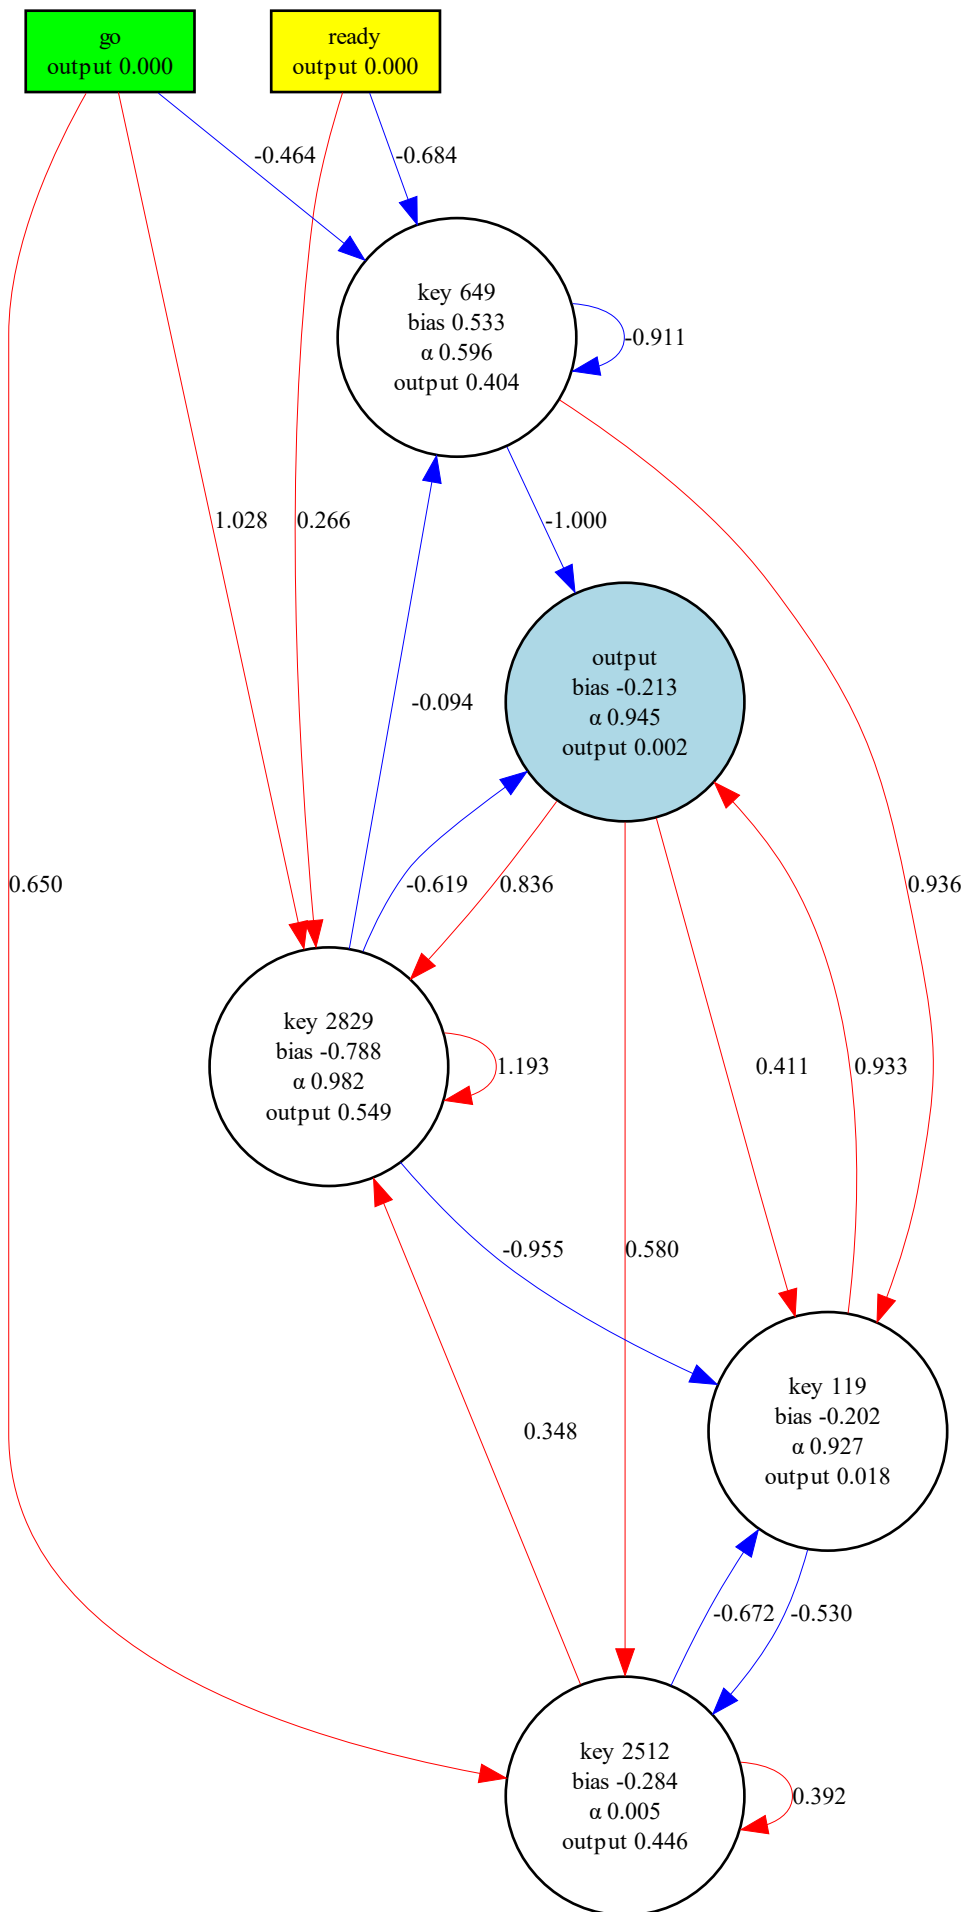 go
output 0.000
ready
output 0.000
-0.464
-0.684
key 649
bias 0.533
α 0.596
output 0.404
-0.911
1.028
0.266
-1.000
output
bias -0.213
α 0.945
output 0.002
-0.094
0.650
-0.619
0.836
0.936
key 2829
bias -0.788
α 0.982
output 0.549
1.193
0.411
0.933
-0.955
0.580
key 119
bias -0.202
α 0.927
output 0.018
0.348
-0.672
-0.530
key 2512
bias -0.284
α 0.005
output 0.446
0.392